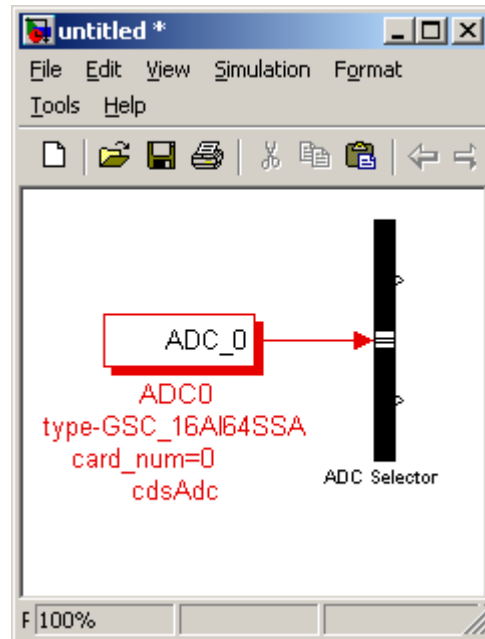 untitled *
File Edit View Simulation Format
Tools Help
ADC_0
ADC0
type-GSC_16AI64SSA
card_num=0
cdsAdc
ADC Selector
F 100%